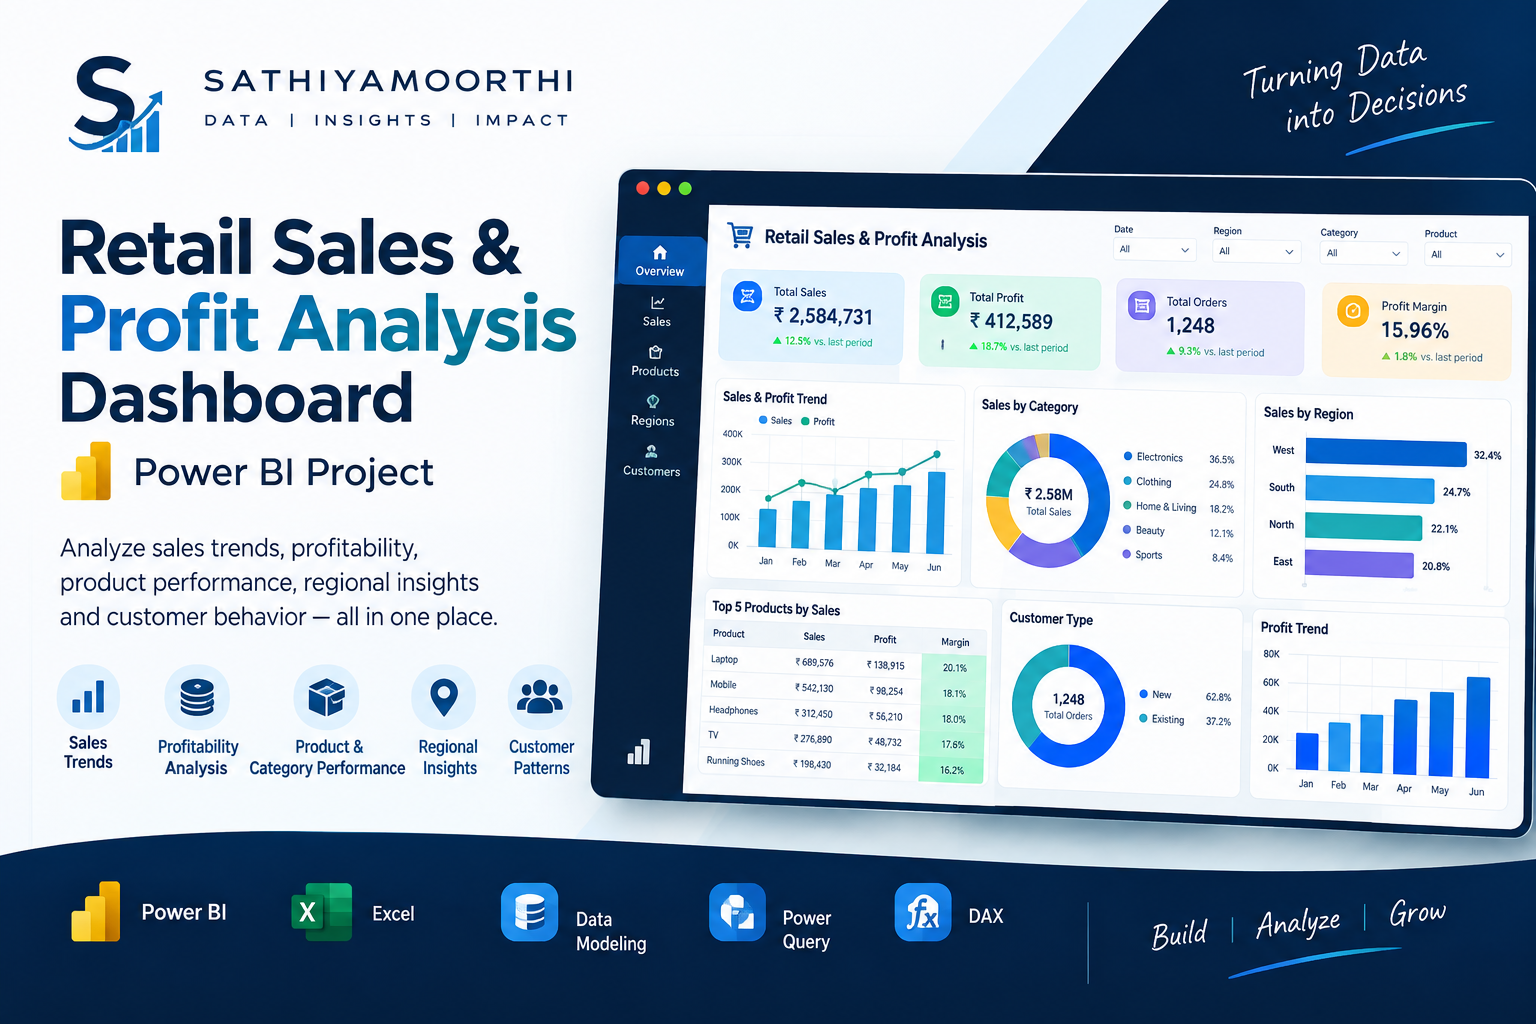 SATHIYAMOORTHI
DATA | INSIGHTS | IMPACT
Turning Data
into Decisions
Retail Sales &
Profit Analysis
Dashboard
Power BI Project
Analyze sales trends, profitability,
product performance, regional insights
and customer behavior — all in one place.
Sales
Trends
Profitability
Analysis
Product &
Category Performance
Regional
Insights
Customer
Patterns
Overview
Sales
Products
Regions
Customers
Retail Sales & Profit Analysis
Date
All
Region
All
Category
All
Product
All
Total Sales
₹ 2,584,731
▲ 12.5% vs. last period
Total Profit
₹ 412,589
▲ 18.7% vs. last period
Total Orders
1,248
▲ 9.3% vs. last period
Profit Margin
15.96%
▲ 1.8% vs. last period
Sales & Profit Trend
Sales Profit
400K
300K
200K
100K
0K
Jan Feb Mar Apr May Jun
Sales by Category
₹ 2.58M
Total Sales
Electronics 36.5%
Clothing 24.8%
Home & Living 18.2%
Beauty 12.1%
Sports 8.4%
Sales by Region
West 32,4%
South 24.7%
North 22.1%
East 20.8%
Top 5 Products by Sales
Product Sales Profit Margin
Laptop ₹ 689,576 ₹ 138,915 20.1%
Mobile ₹ 542,130 ₹ 98,254 18.1%
Headphones ₹ 312,450 ₹ 56,210 18.0%
TV ₹ 276,890 ₹ 48,732 17.6%
Running Shoes ₹ 198,430 ₹ 32,184 16.2%
Customer Type
1,248
Total Orders
New 62.8%
Existing 37.2%
Profit Trend
80K
60K
40K
20K
0K
Jan Feb Mar Apr May Jun
Power BI
X
Excel
Data
Modeling
Power
Query
fx
DAX
Build | Analyze | Grow